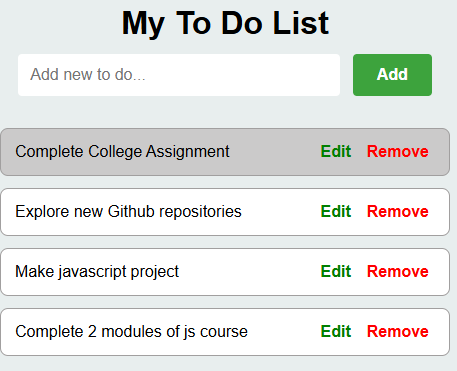 My To Do List
Add new to do... Add
Complete College Assignment Edit Remove
Explore new Github repositories Edit Remove
Make javascript project Edit Remove
Complete 2 modules of js course Edit Remove